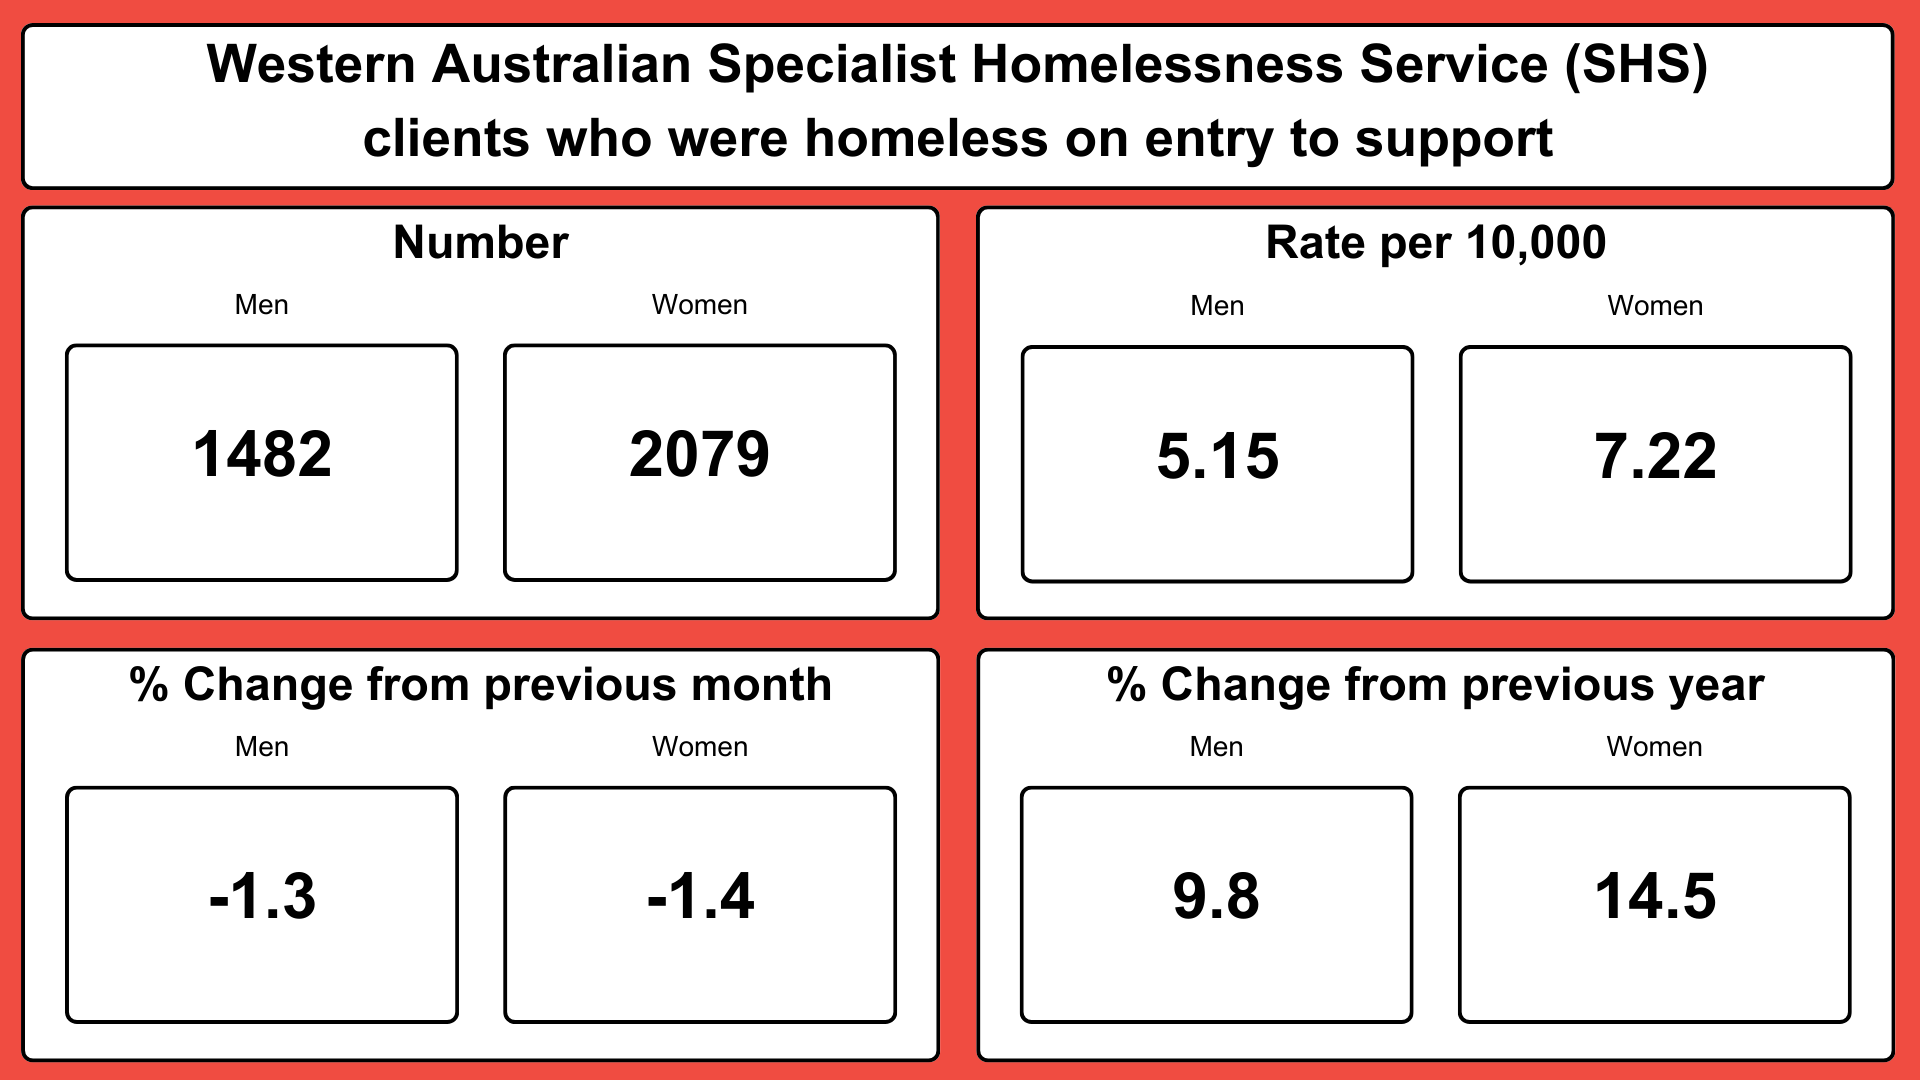 Western Australian Specialist Homelessness Service (SHS)
clients who were homeless on entry to support
Number
Men
Women
1482
2079
Rate per 10,000
Men
Women
5.15
7.22
% Change from previous month
Men
Women
-1.3
-1.4
% Change from previous year
Men
Women
9.8
14.5